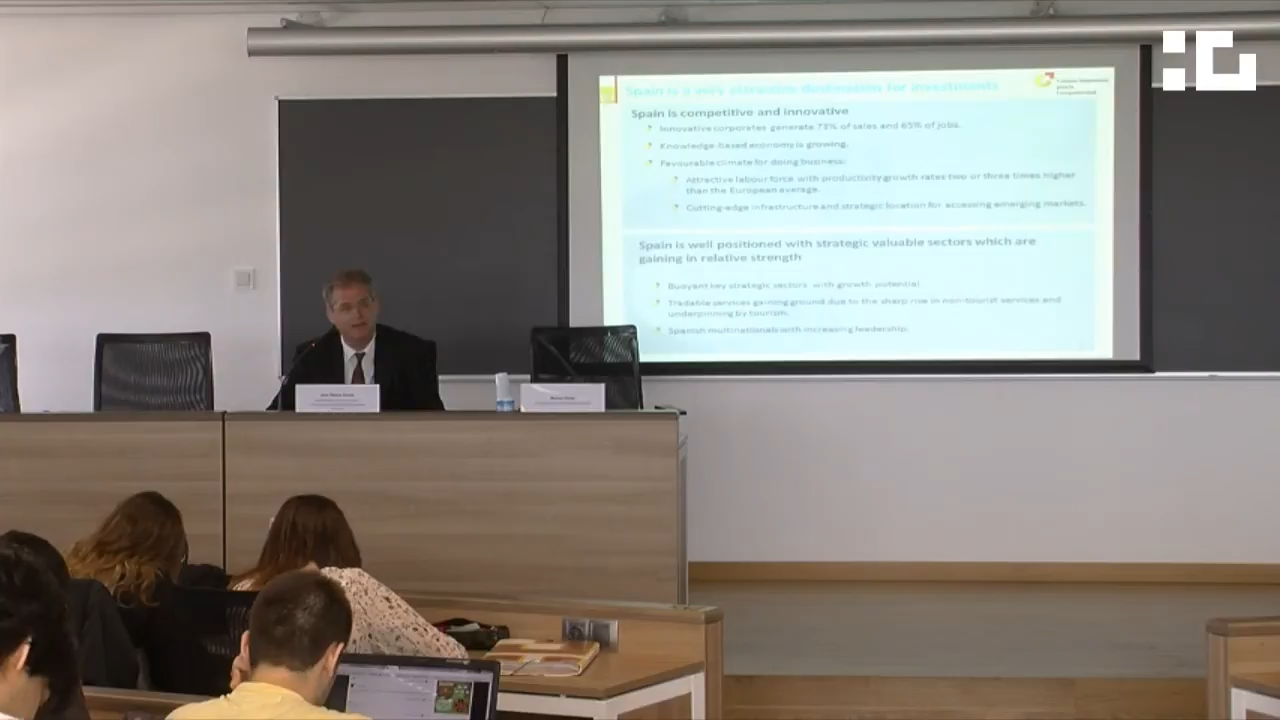 Spain is a very attractive destination for investments
Spain is competitive and innovative
Innovative corporates generate 73% of sales and 65% of jobs.
Knowledge-based economy is growing.
Favourable climate for doing business:
Attractive labour force with productivity growth rates two or three times higher
than the European average.
Cutting-edge infrastructure and strategic location for accessing emerging markets.
Spain is well positioned with strategic valuable sectors which are
gaining in relative strength
Buoyant key strategic sectors with growth potential
Tradable services gaining ground due to the sharp rise in non-tourist services and
underpinning by tourism.
Spanish multinationals with increasing leadership.